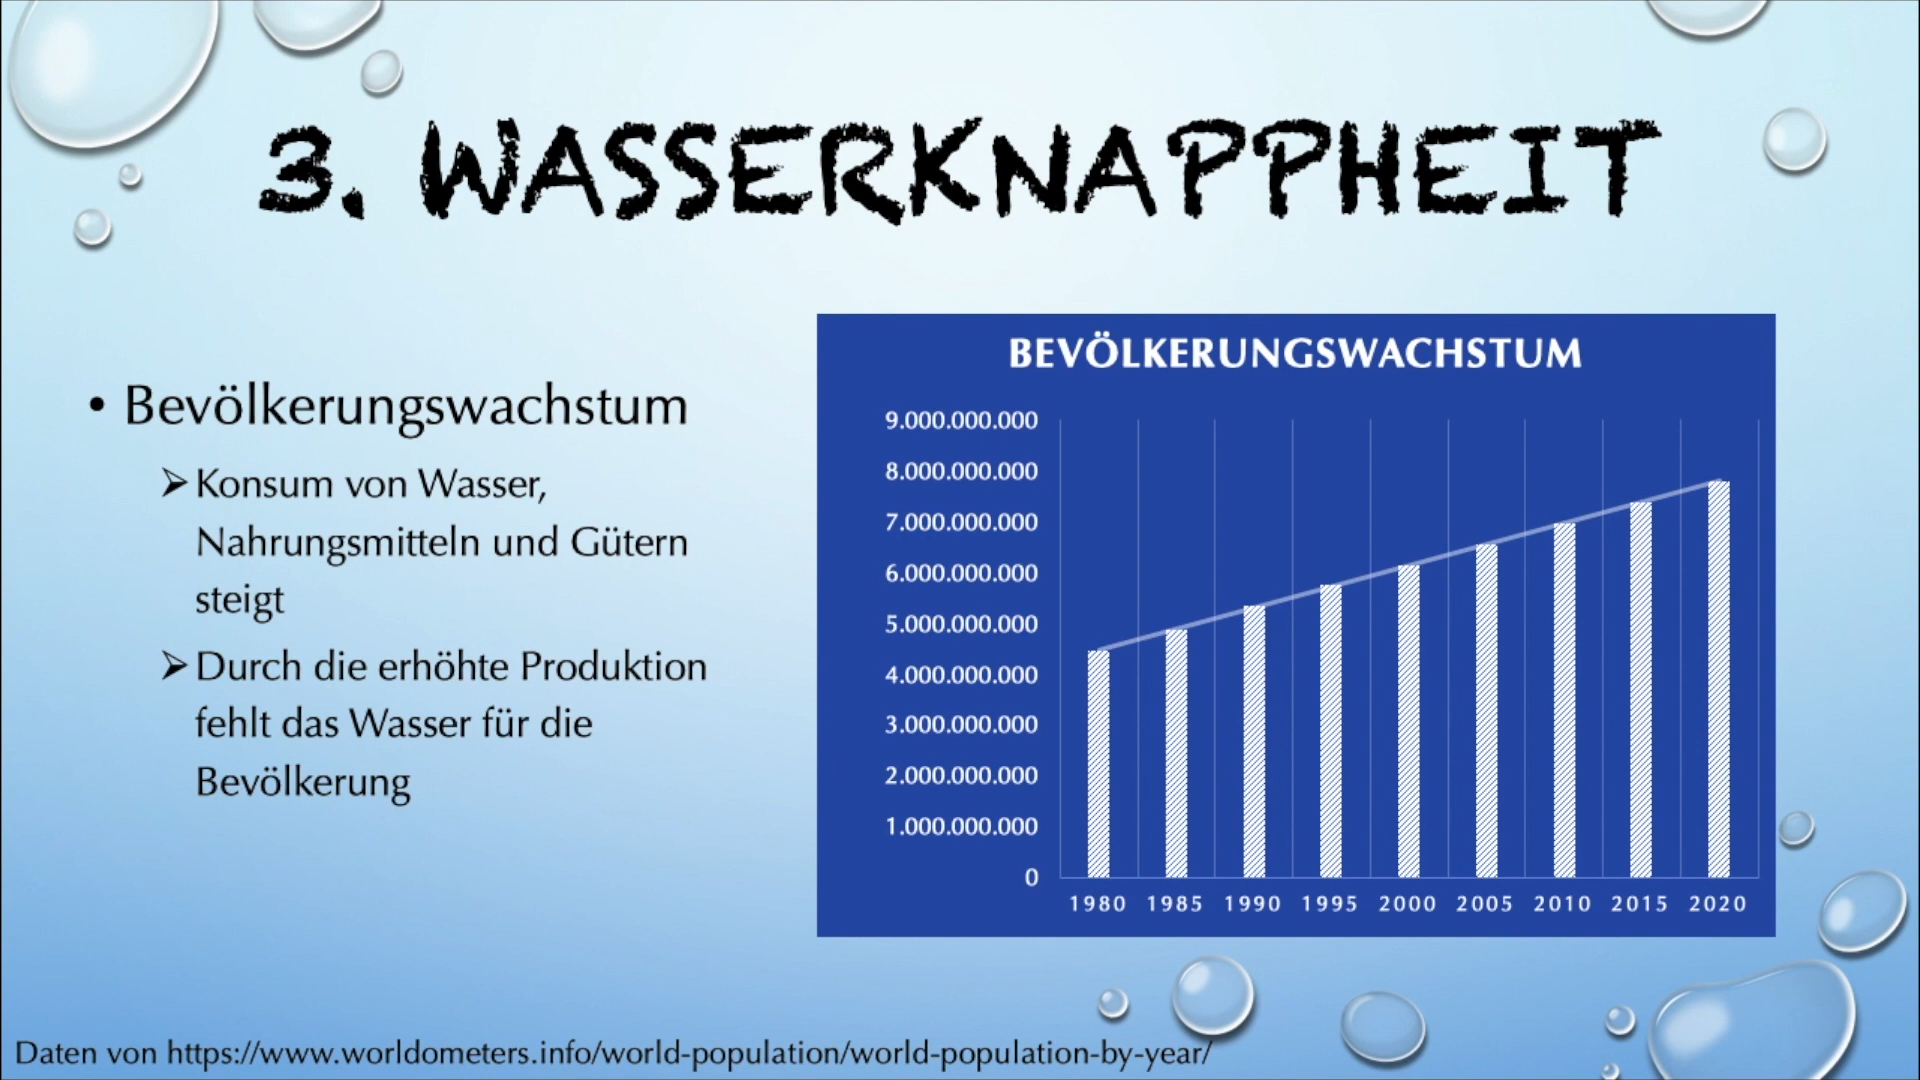 3. WASSERKNAPPHEIT
• Bevölkerungswachstum
➢ Konsum von Wasser,
Nahrungsmitteln und Gütern
steigt
➢ Durch die erhöhte Produktion
fehlt das Wasser für die
Bevölkerung
BEVÖLKERUNGSWACHSTUM
9.000.000.000
8.000.000.000
7.000.000.000
6.000.000.000
5.000.000.000
4.000.000.000
3.000.000.000
2.000.000.000
1.000.000.000
0
1980 1985 1990 1995 2000 2005 2010 2015 2020
Daten von https://www.worldometers.info/world-population/world-population-by-year/